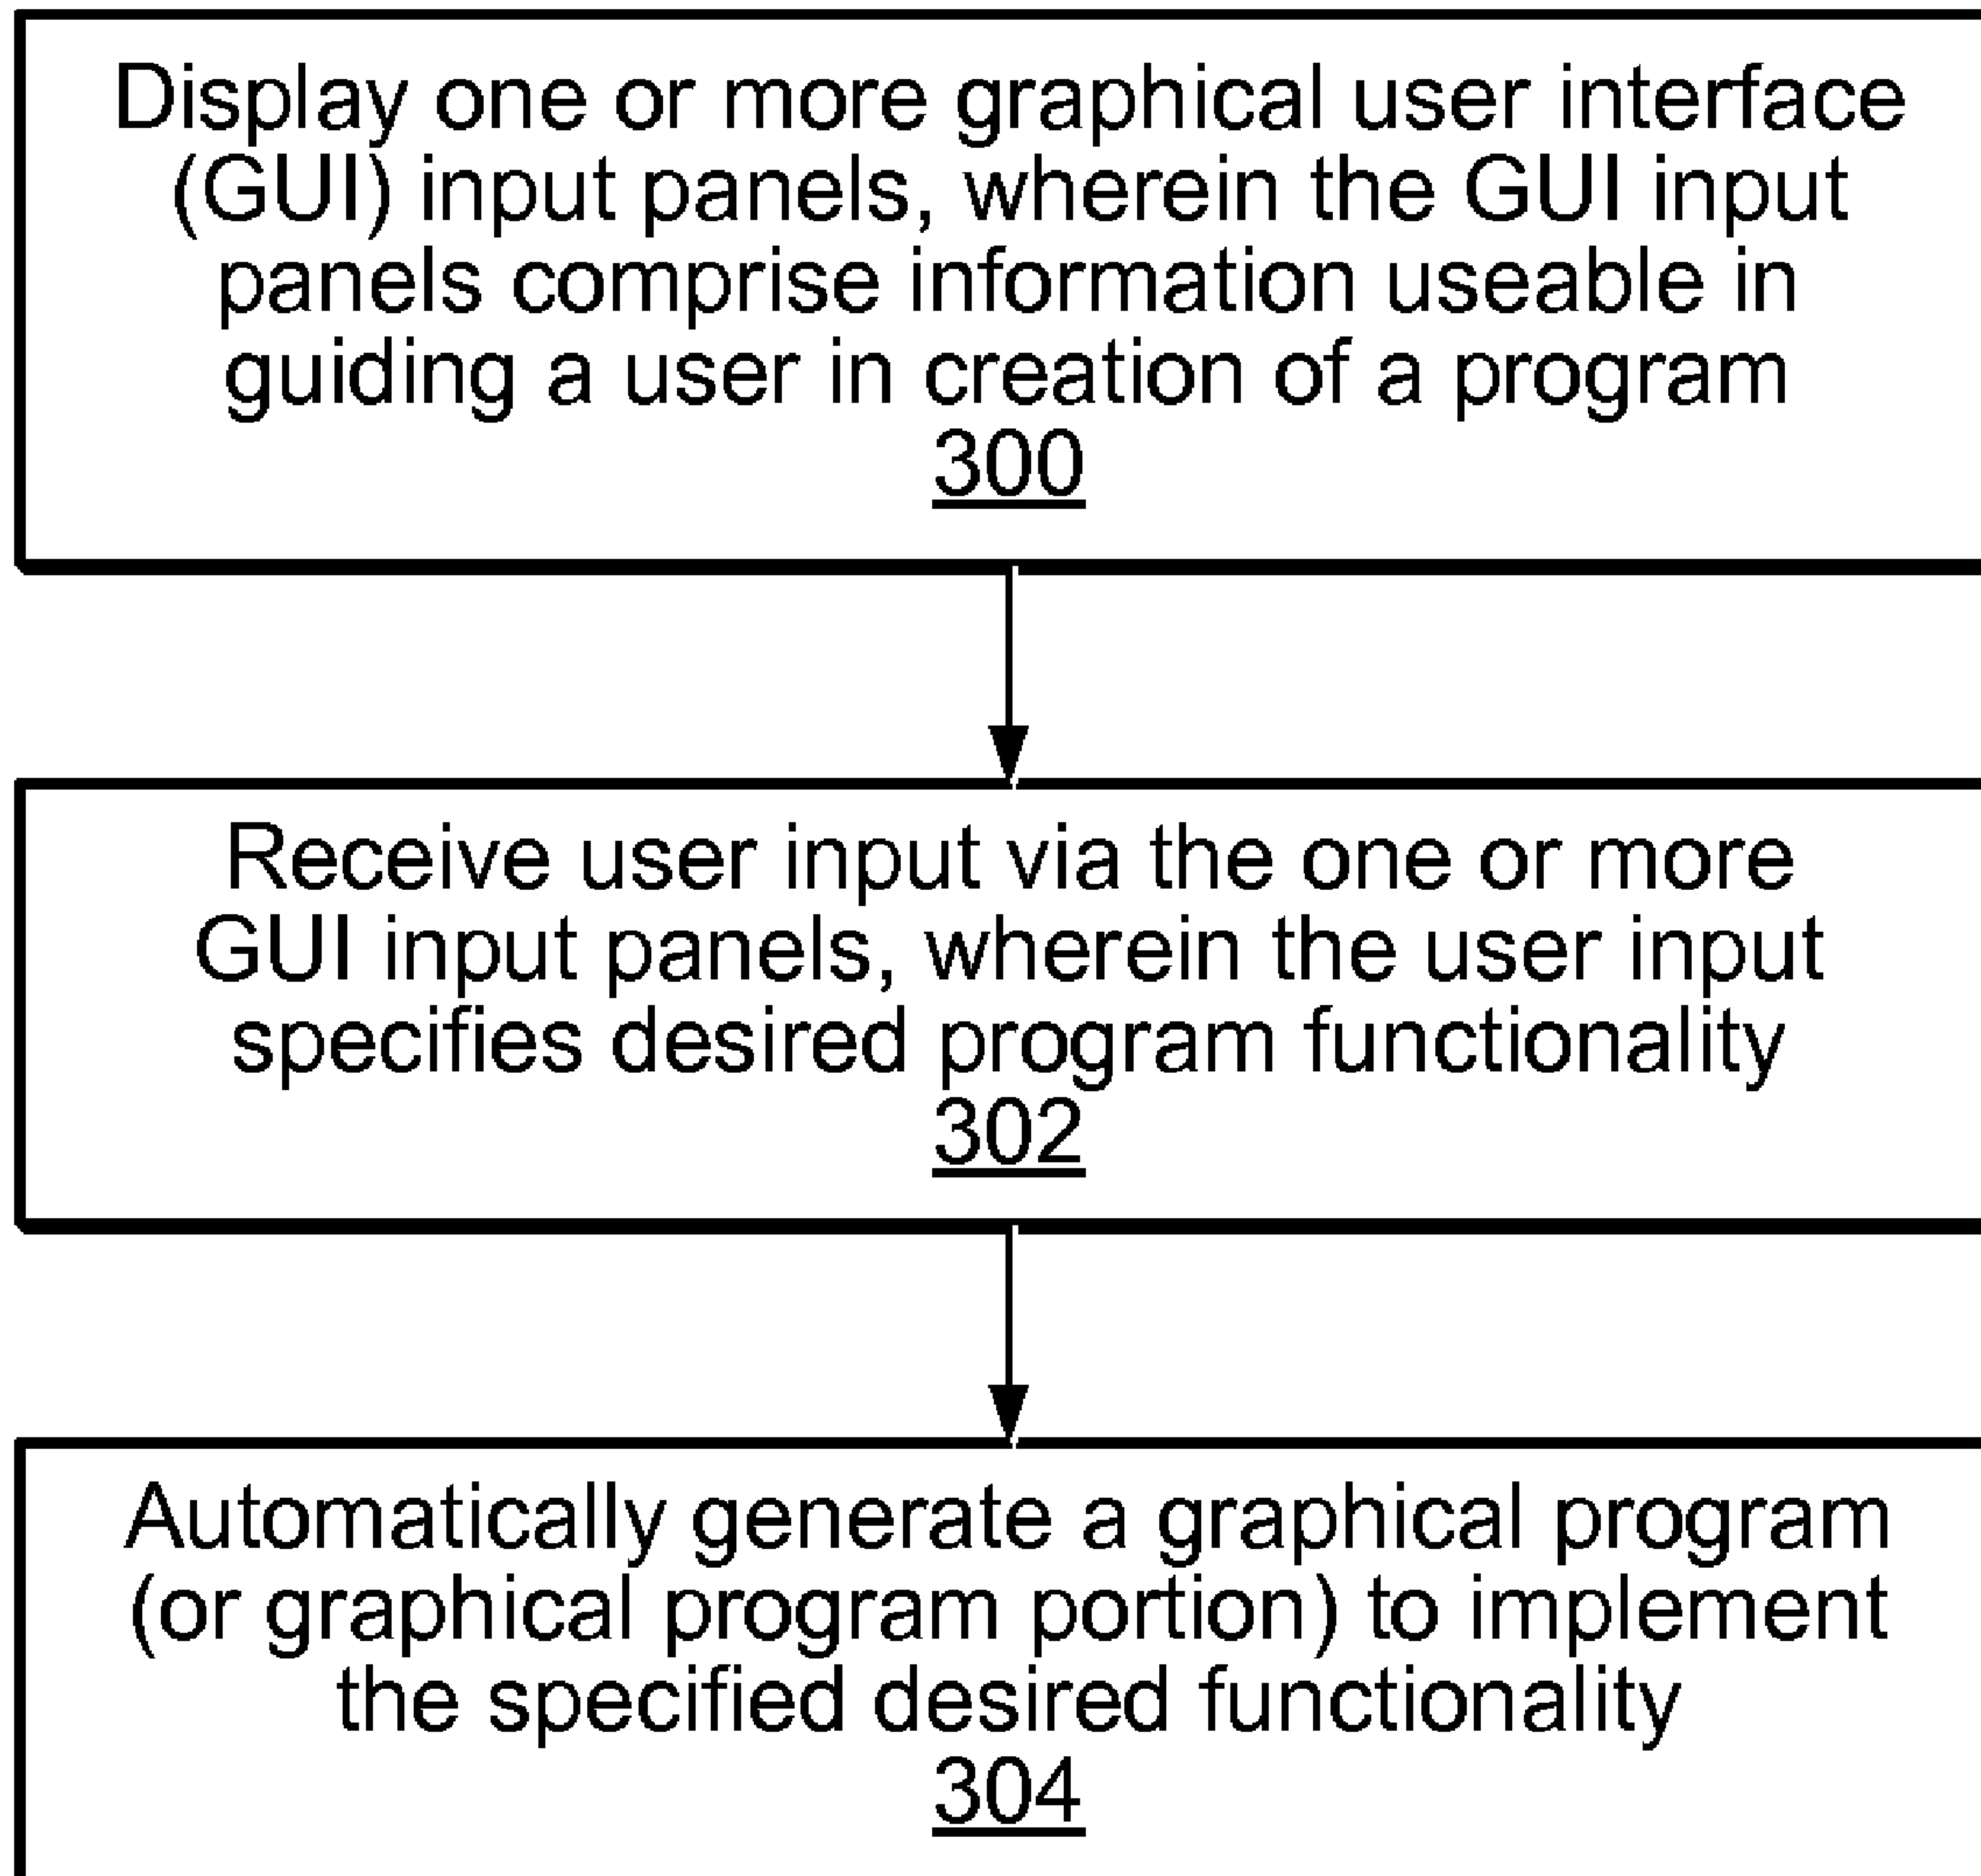 Display one or more graphical user interface
(GUI) input panels, wherein the GUI input
panels comprise information useable in
guiding a user in creation of a program
300
Receive user input via the one or more
GUI input panels, wherein the user input
specifies desired program functionality
302
Automatically generate a graphical program
(or graphical program portion) to implement
the specified desired functionality
304